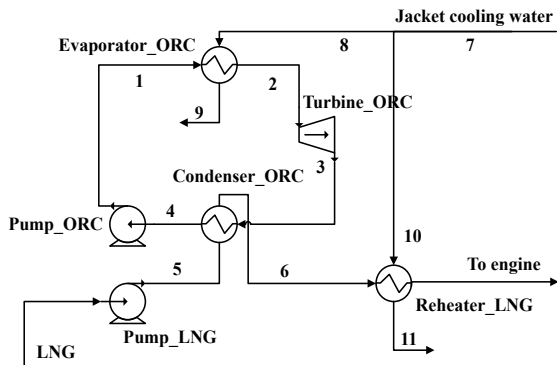 Jacket cooling water
8
7
Evaporator_ORC
1
2
Turbine_ORC
9
3
Condenser_ORC
Pump_ORC
4
10
5
6
To engine
Reheater_LNG
Pump_LNG
11
LNG